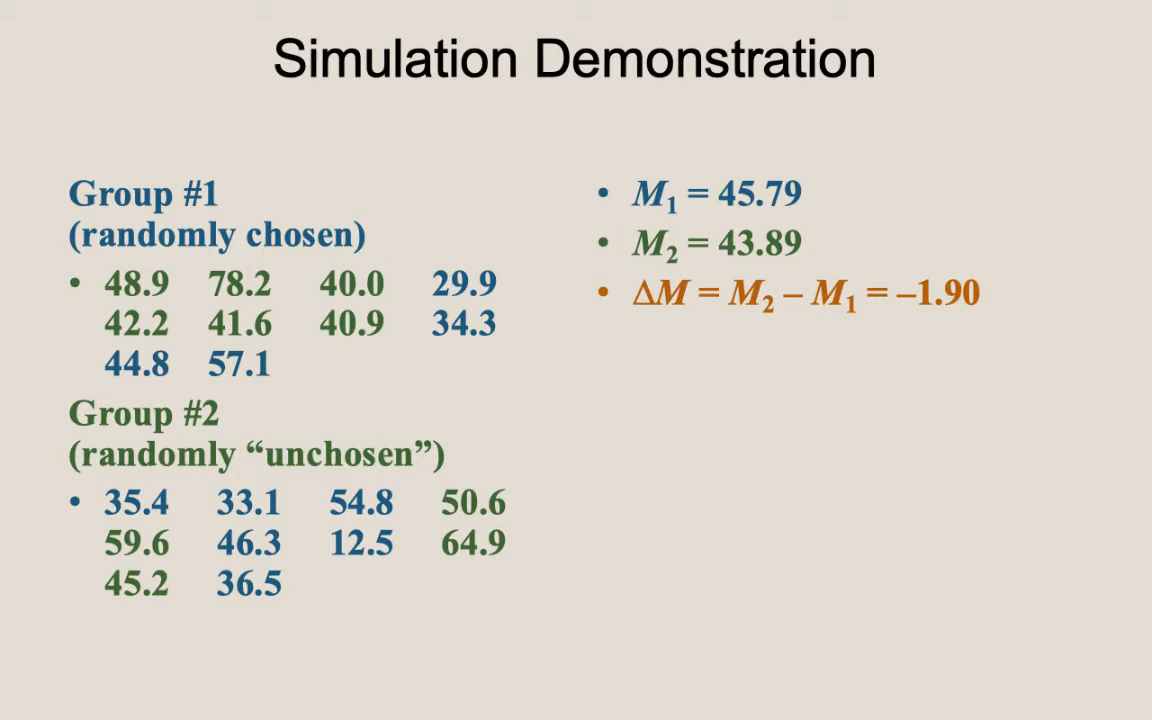 Simulation Demonstration
Group #1
(randomly chosen)
• 48.9 78.2 40.0 29.9
42.2 41.6 40.9 34.3
44.8 57.1
Group #2
(randomly “unchosen”)
• 35.4 33.1 54.8 50.6
59.6 46.3 12.5 64.9
45.2 36.5
• M₁ = 45.79
• M₂ = 43.89
• ΔM = M₂ – M₁ = –1.90